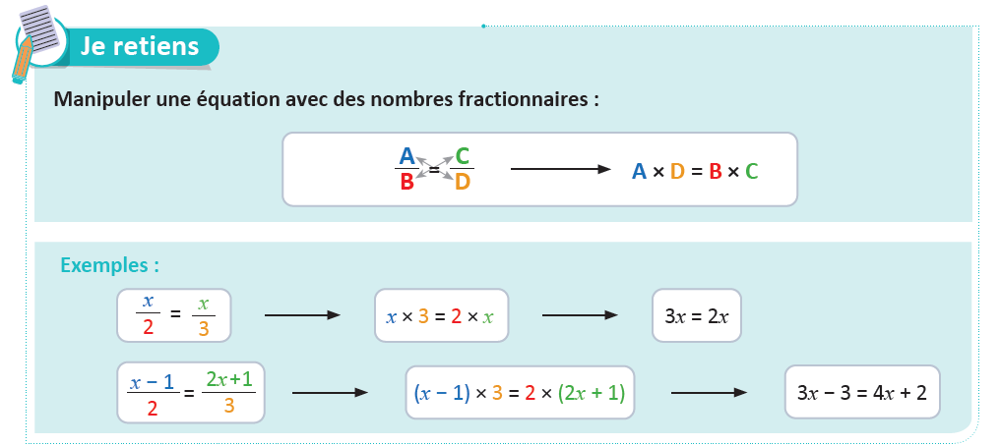 Je retiens
Manipuler une équation avec des nombres fractionnaires :
A/B = C/D → A × D = B × C
Exemples :
x/2 = x/3 → x × 3 = 2 × x → 3x = 2x
(x − 1)/2 = (2x+1)/3 → (x − 1) × 3 = 2 × (2x + 1) → 3x − 3 = 4x + 2